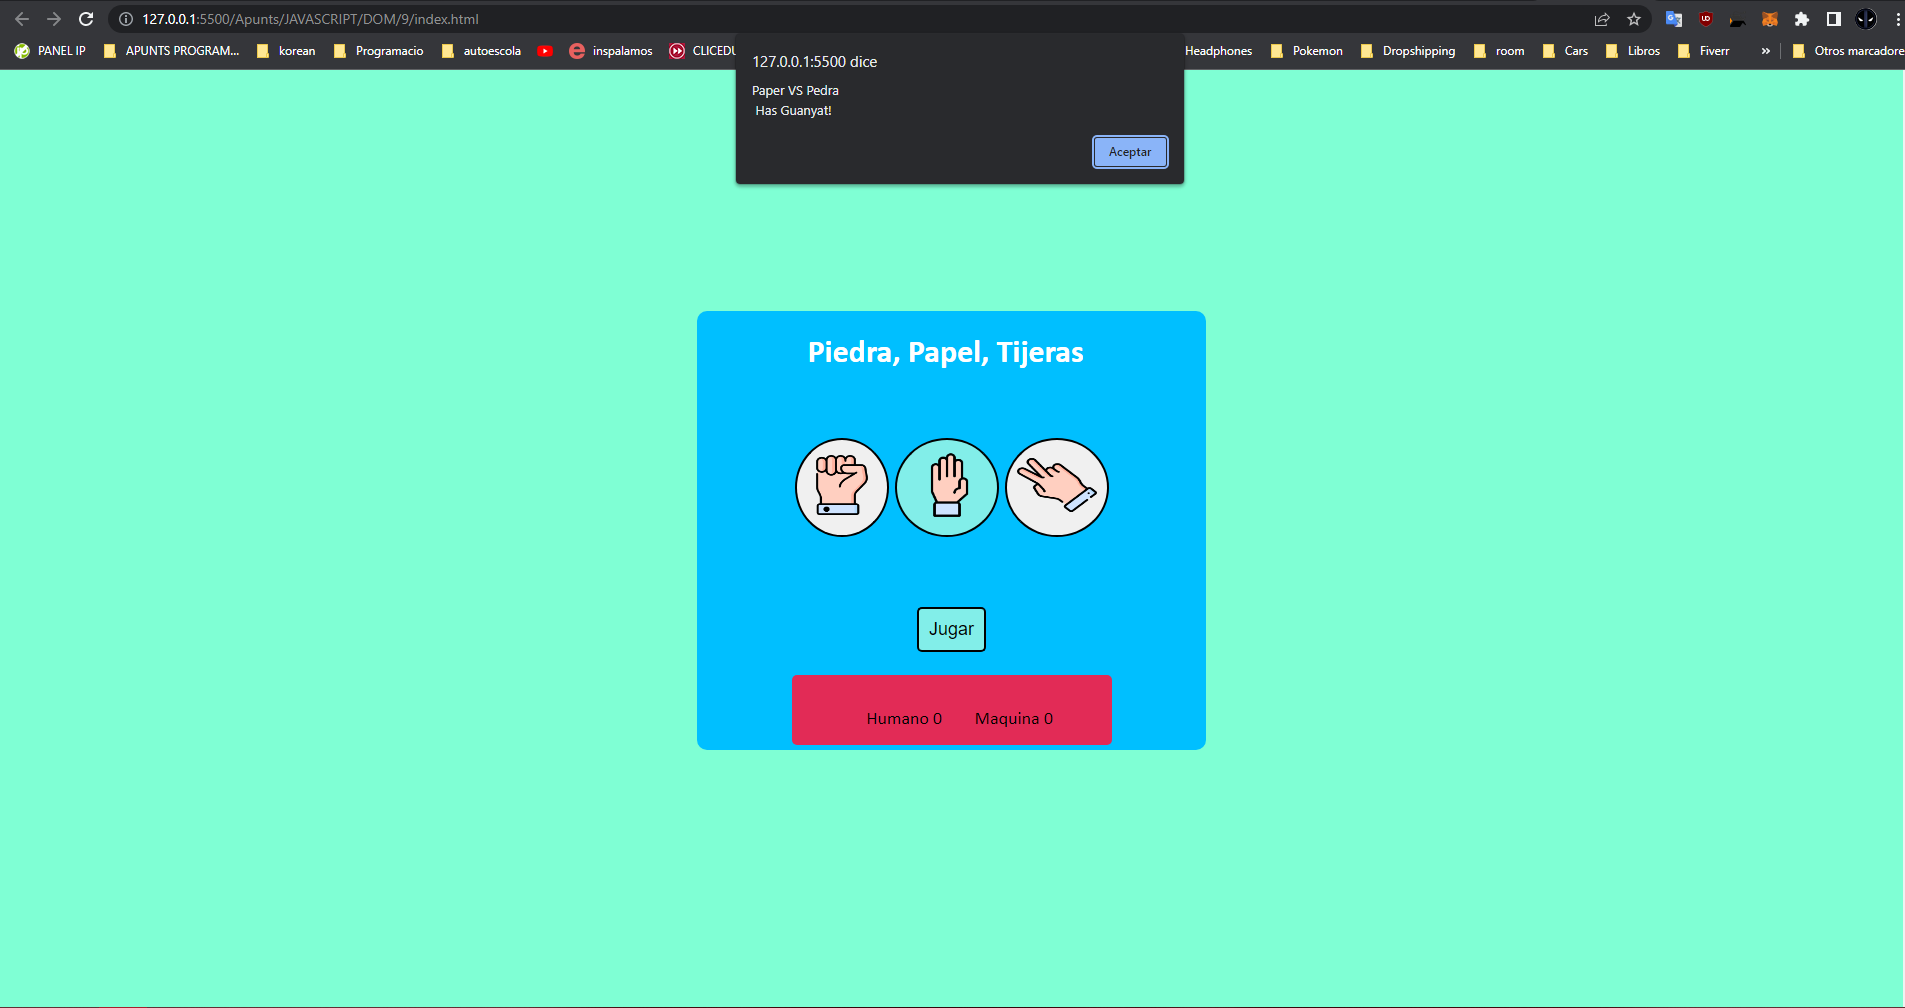 127.0.0.1:5500/Apunts/JAVASCRIPT/DOM/9/index.html
PANEL IP APUNTS PROGRAM... korean Programacio autoescola inspalamos CLICEDU Headphones Pokemon Dropshipping room Cars Libros Fiverr » Otros marcadore
127.0.0.1:5500 dice
Paper VS Pedra
Has Guanyat!
Aceptar
Piedra, Papel, Tijeras
Jugar
Humano 0 Maquina 0